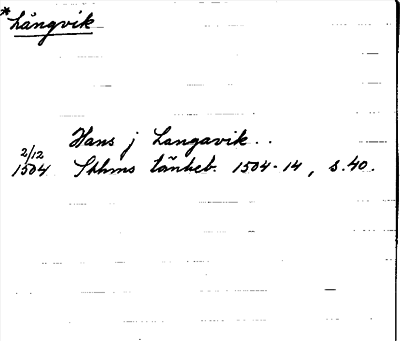 * Långvik
Hans j Langavik . .
2/12
1504 Sthms tänkeb. 1504-14, s. 40.